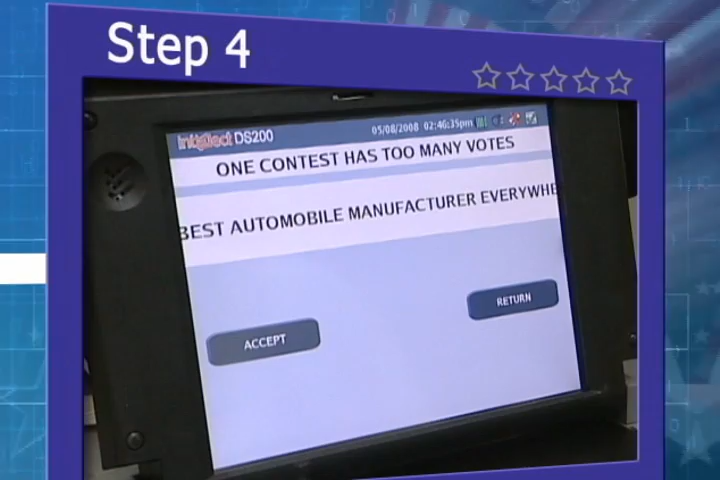 Step 4
intElect DS200
05/08/2008 02:46:35pm
ONE CONTEST HAS TOO MANY VOTES
BEST AUTOMOBILE MANUFACTURER EVERYWHE
RETURN
ACCEPT